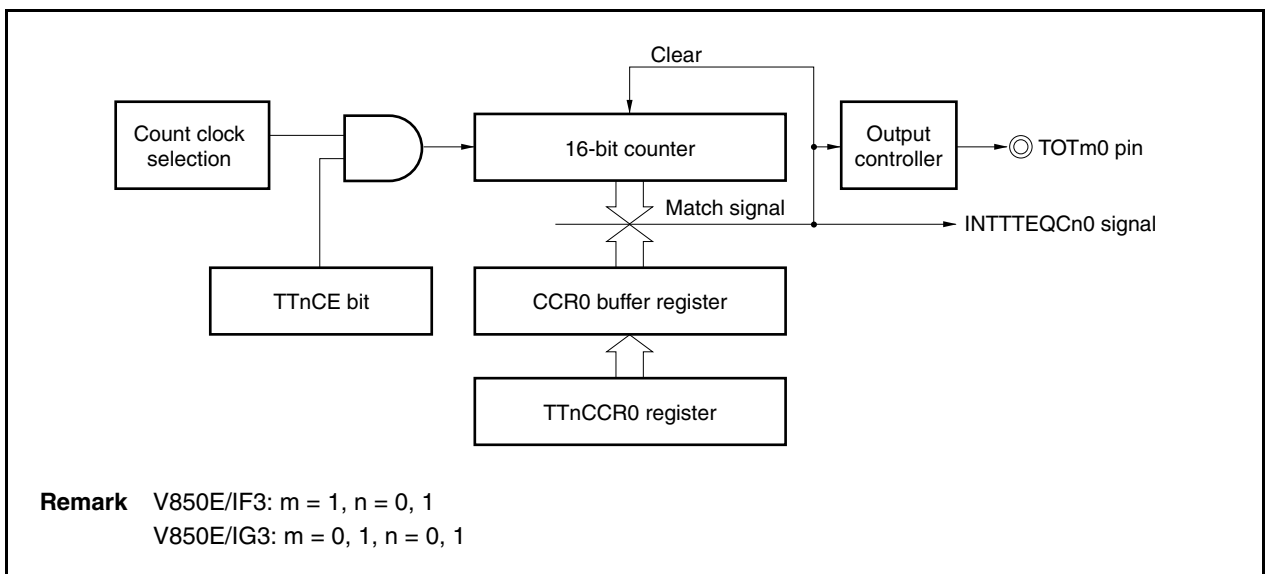 Clear
Count clock
selection
16-bit counter
Output
controller
TOTm0 pin
Match signal
INTTTEQCn0 signal
TTnCE bit
CCR0 buffer register
TTnCCR0 register
Remark V850E/IF3: m = 1, n = 0, 1
V850E/IG3: m = 0, 1, n = 0, 1